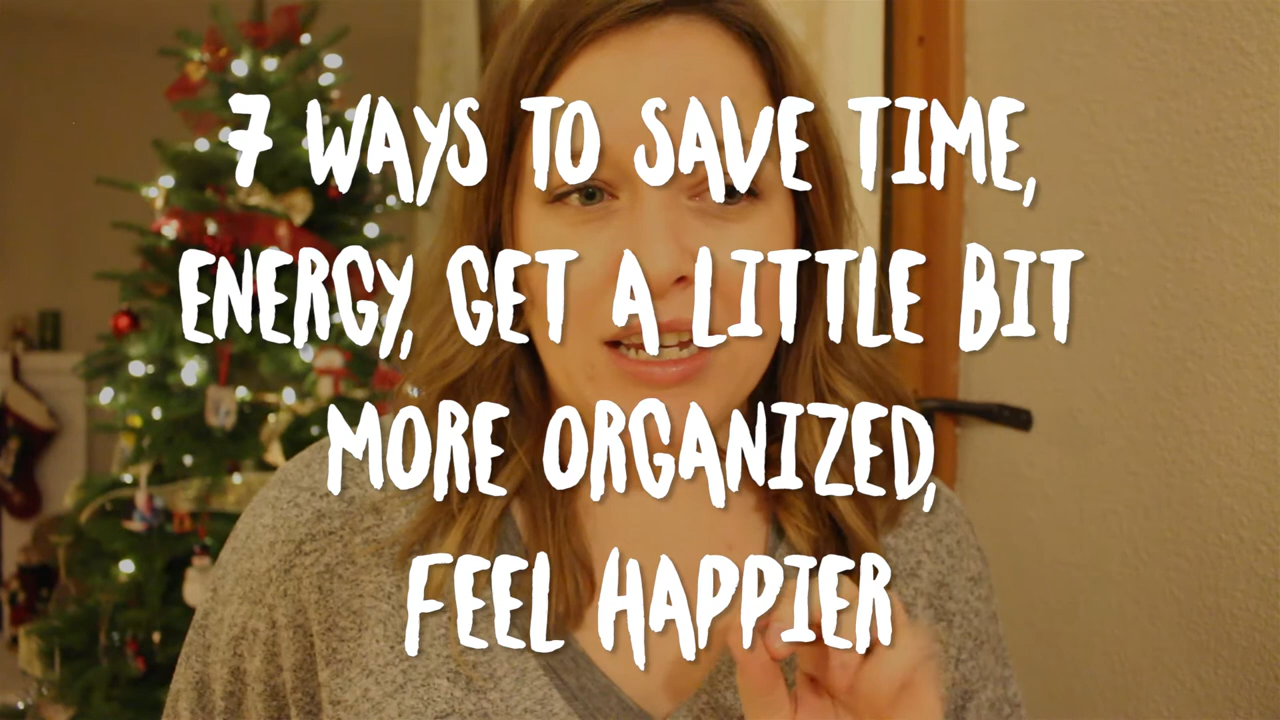 7 WAYS TO SAVE TIME,
ENERGY, GET A LITTLE BIT
MORE ORGANIZED,
FEEL HAPPIER